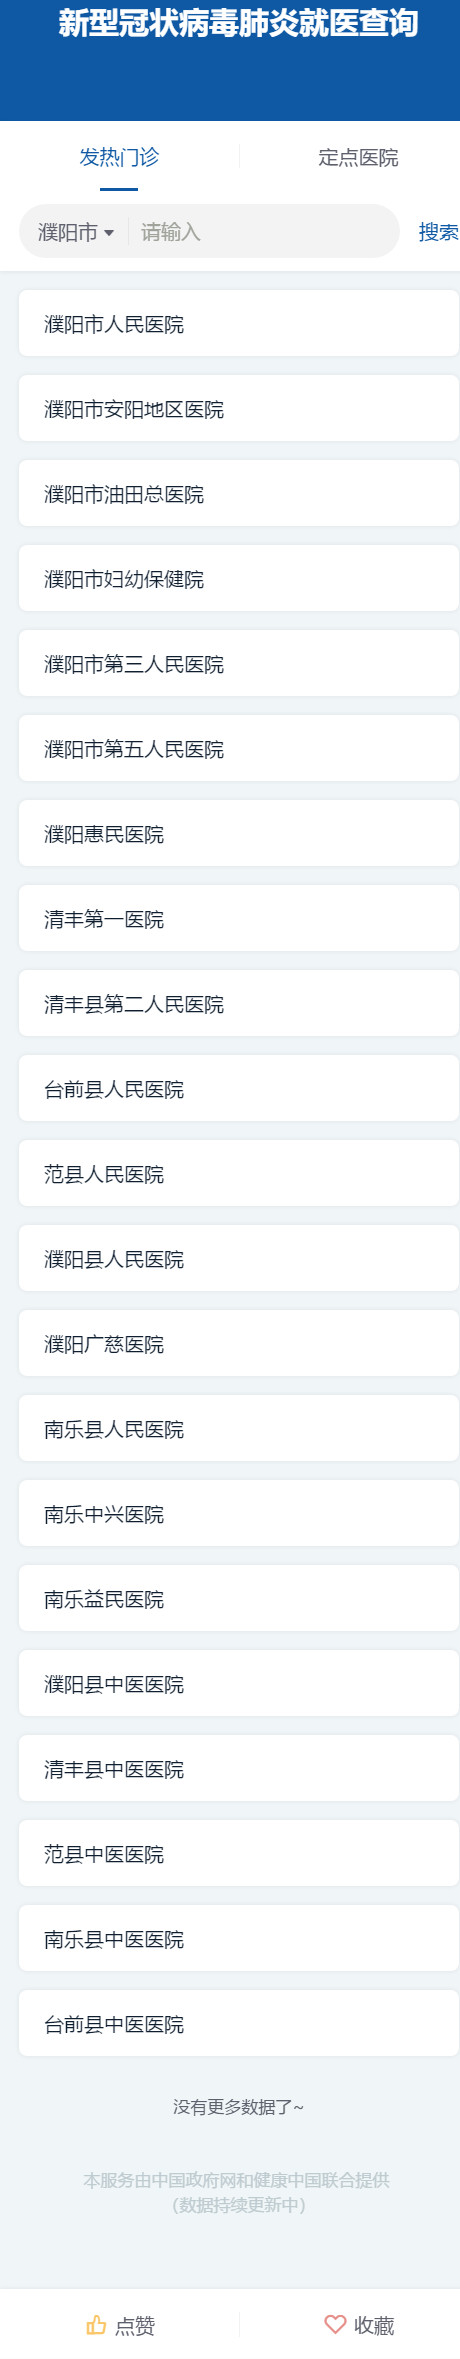 新型冠状病毒肺炎就医查询
发热门诊 定点医院
濮阳市 请输入 搜索
濮阳市人民医院
濮阳市安阳地区医院
濮阳市油田总医院
濮阳市妇幼保健院
濮阳市第三人民医院
濮阳市第五人民医院
濮阳惠民医院
清丰第一医院
清丰县第二人民医院
台前县人民医院
范县人民医院
濮阳县人民医院
濮阳广慈医院
南乐县人民医院
南乐中兴医院
南乐益民医院
濮阳县中医医院
清丰县中医医院
范县中医医院
南乐县中医医院
台前县中医医院
没有更多数据了~
本服务由中国政府网和健康中国联合提供
（数据持续更新中）
点赞 收藏